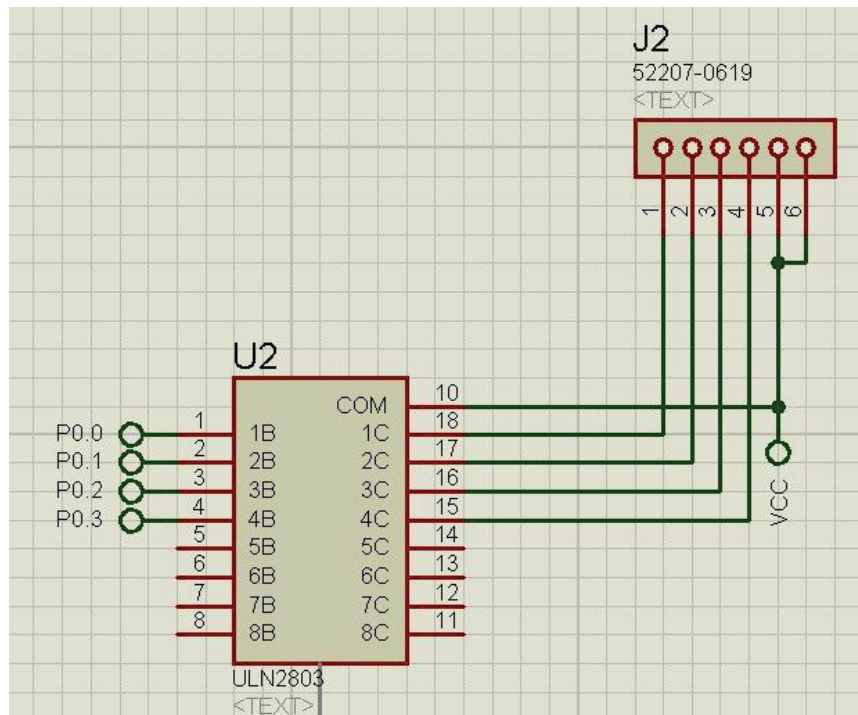 J2
52207-0619
<TEXT>
1 2 3 4 5 6
U2
COM 10
P0.0 1 1B 1C 18
P0.1 2 2B 2C 17
P0.2 3 3B 3C 16
P0.3 4 4B 4C 15
5 5B 5C 14
6 6B 6C 13
7 7B 7C 12
8 8B 8C 11
VCC
ULN2803
<TEXT>